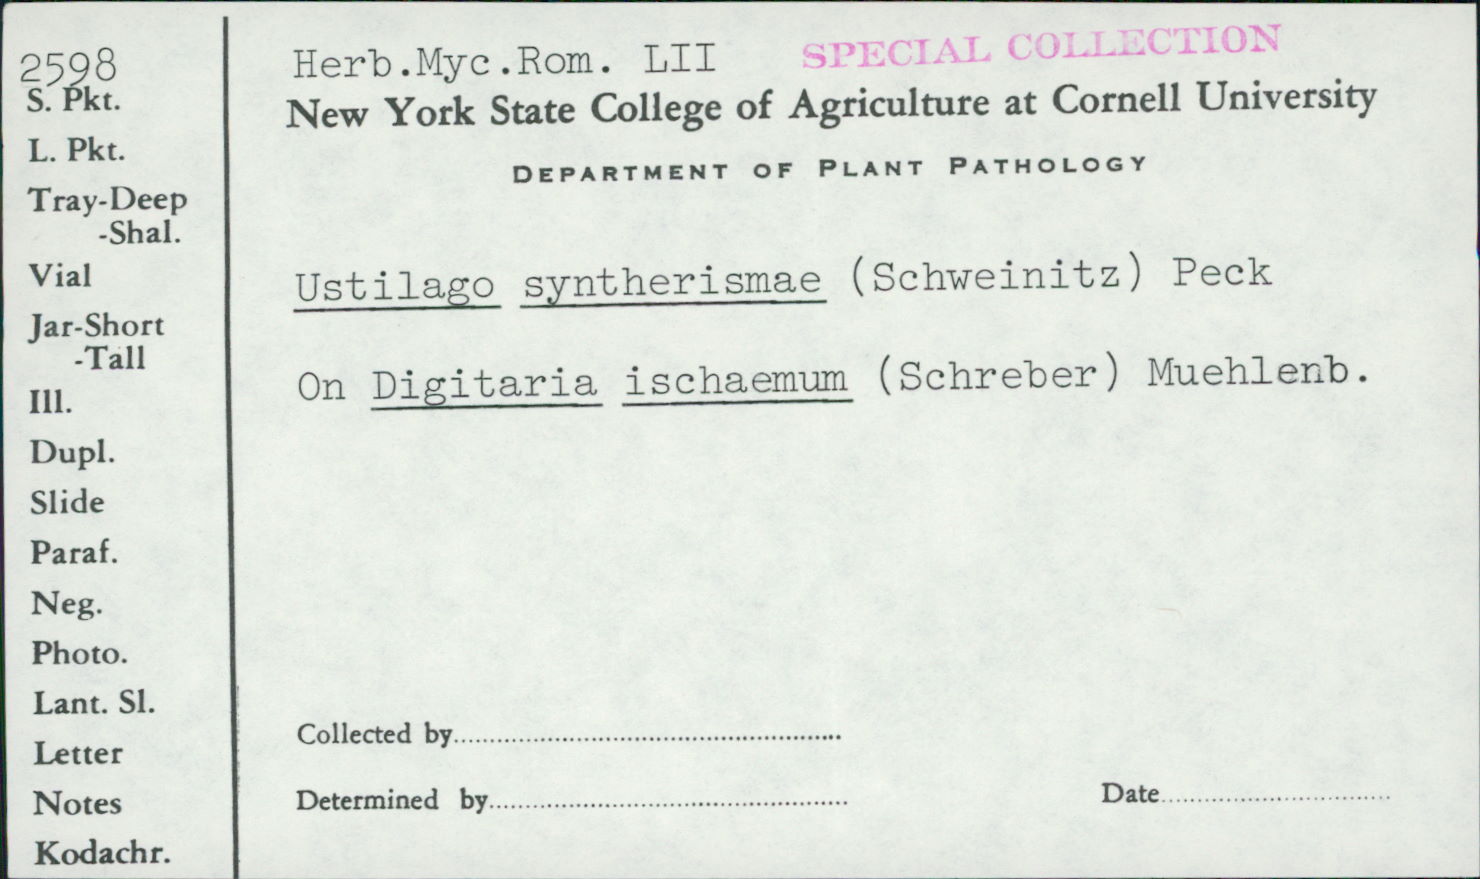 2598
S. Pkt.
L. Pkt.
Tray-Deep
-Shal.
Vial
Jar-Short
-Tall
Ill.
Dupl.
Slide
Paraf.
Neg.
Photo.
Lant. Sl.
Letter
Notes
Kodachr.
Herb.Myc.Rom. LII SPECIAL COLLECTION
New York State College of Agriculture at Cornell University
DEPARTMENT OF PLANT PATHOLOGY
Ustilago syntherismae (Schweinitz) Peck
On Digitaria ischaemum (Schreber) Muehlenb.
Collected by
Determined by
Date